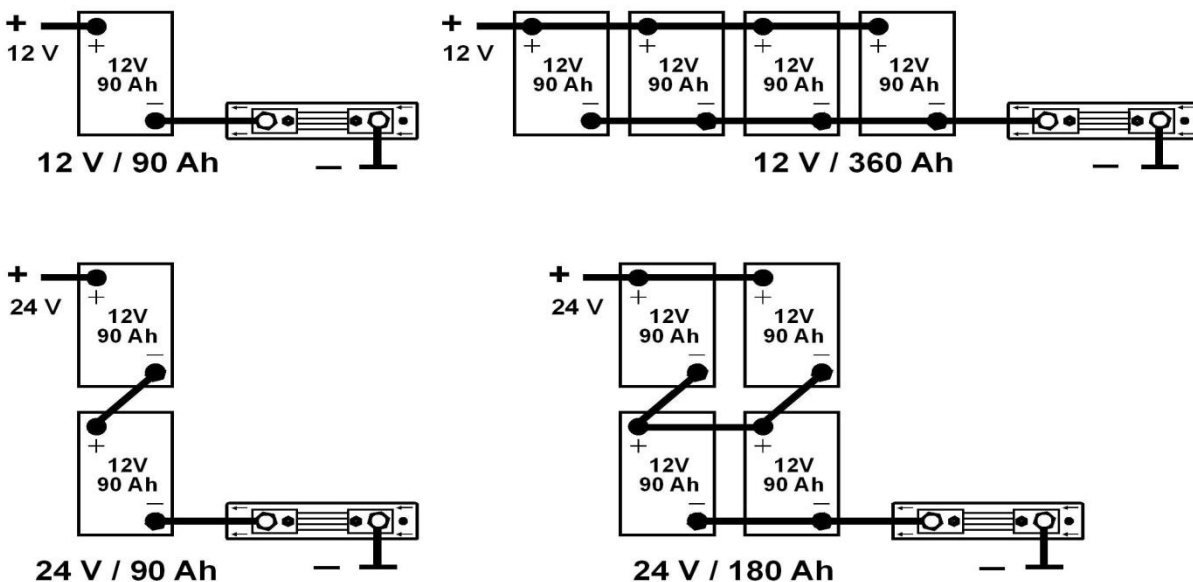 +
12 V
+
12V
90 Ah
—
12 V / 90 Ah
—
+
12 V
+
12V
90 Ah
—
+
12V
90 Ah
—
+
12V
90 Ah
—
+
12V
90 Ah
—
12 V / 360 Ah
—
+
24 V
+
12V
90 Ah
—
+
12V
90 Ah
—
24 V / 90 Ah
—
+
24 V
+
12V
90 Ah
—
+
12V
90 Ah
—
+
12V
90 Ah
—
+
12V
90 Ah
—
24 V / 180 Ah
—